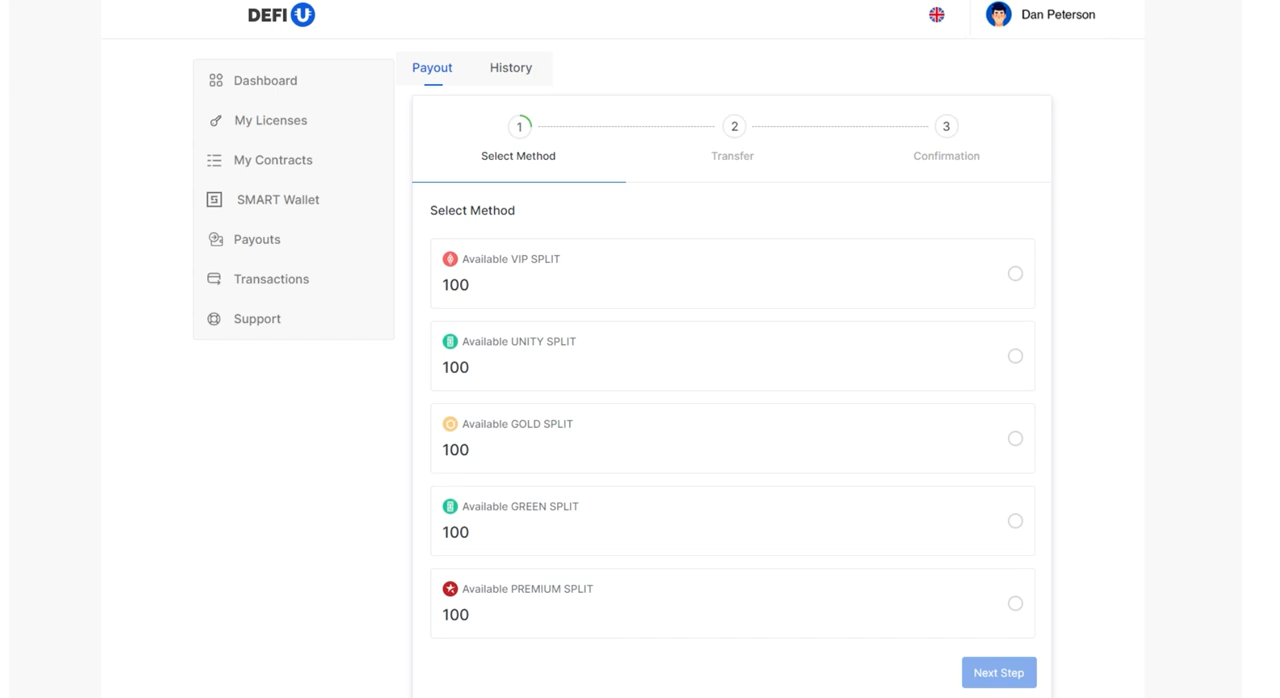 DEFI U
Dan Peterson
Dashboard
My Licenses
My Contracts
SMART Wallet
Payouts
Transactions
Support
Payout
History
1
2
3
Select Method
Transfer
Confirmation
Select Method
Available VIP SPLIT
100
Available UNITY SPLIT
100
Available GOLD SPLIT
100
Available GREEN SPLIT
100
Available PREMIUM SPLIT
100
Next Step